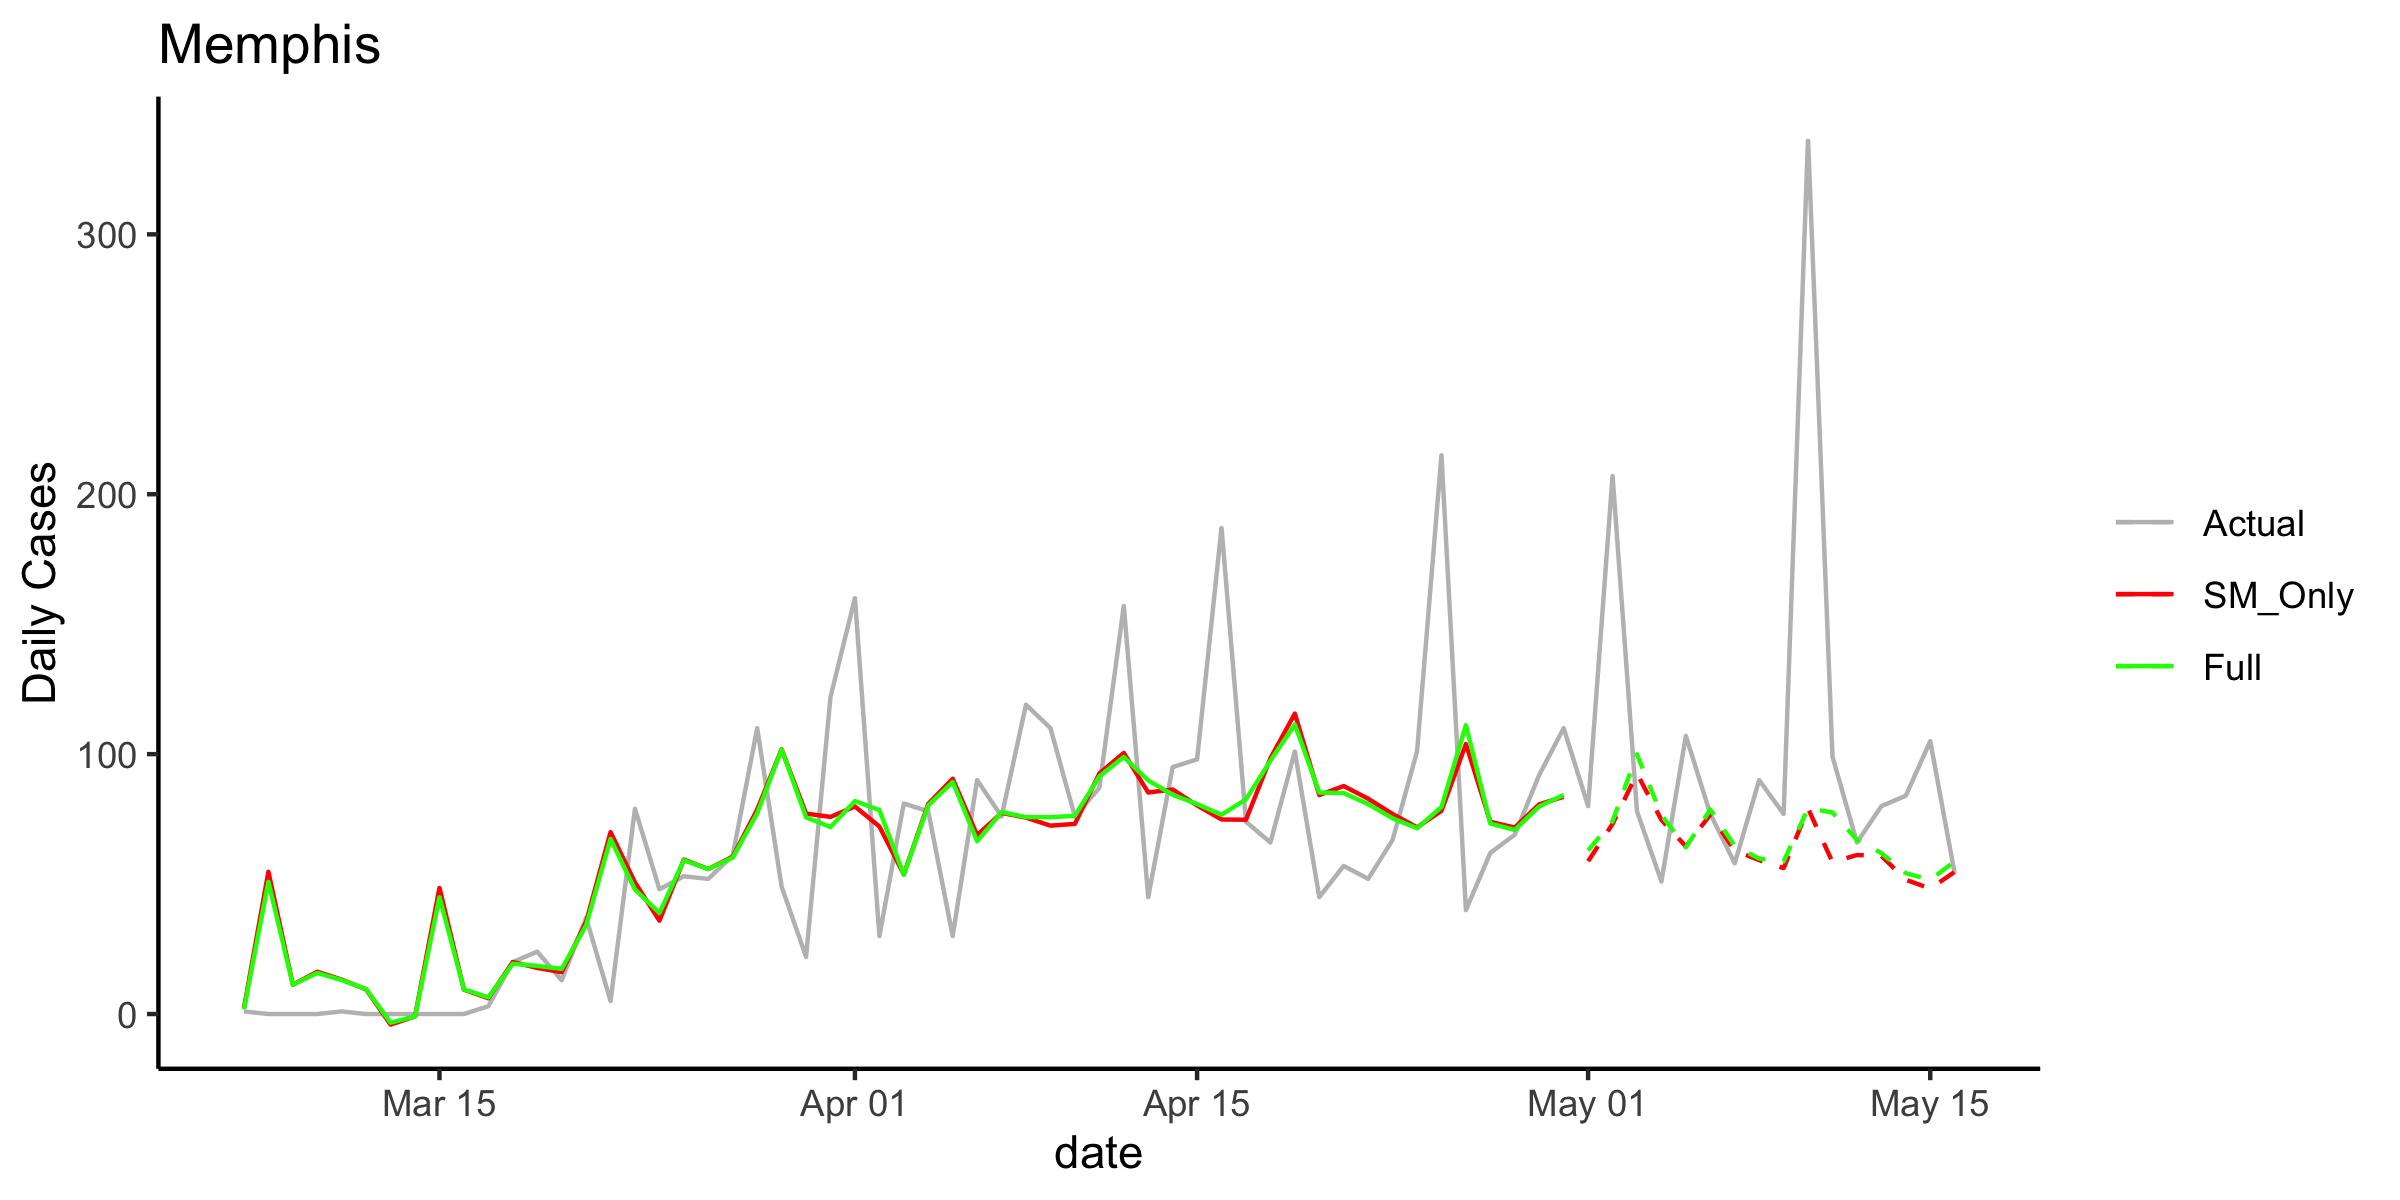 Memphis
Daily Cases
300
200
100
0
Mar 15
Apr 01
Apr 15
May 01
May 15
date
Actual
SM_Only
Full